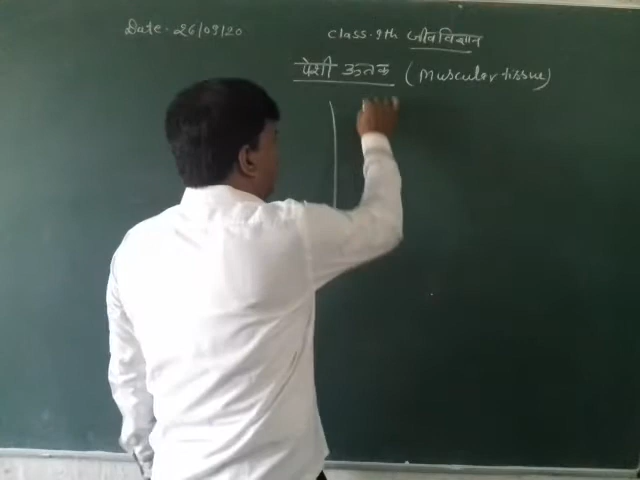 Date- 26/09/20
class-9th जीव विज्ञान
पेशी ऊतक (Muscular tissue)